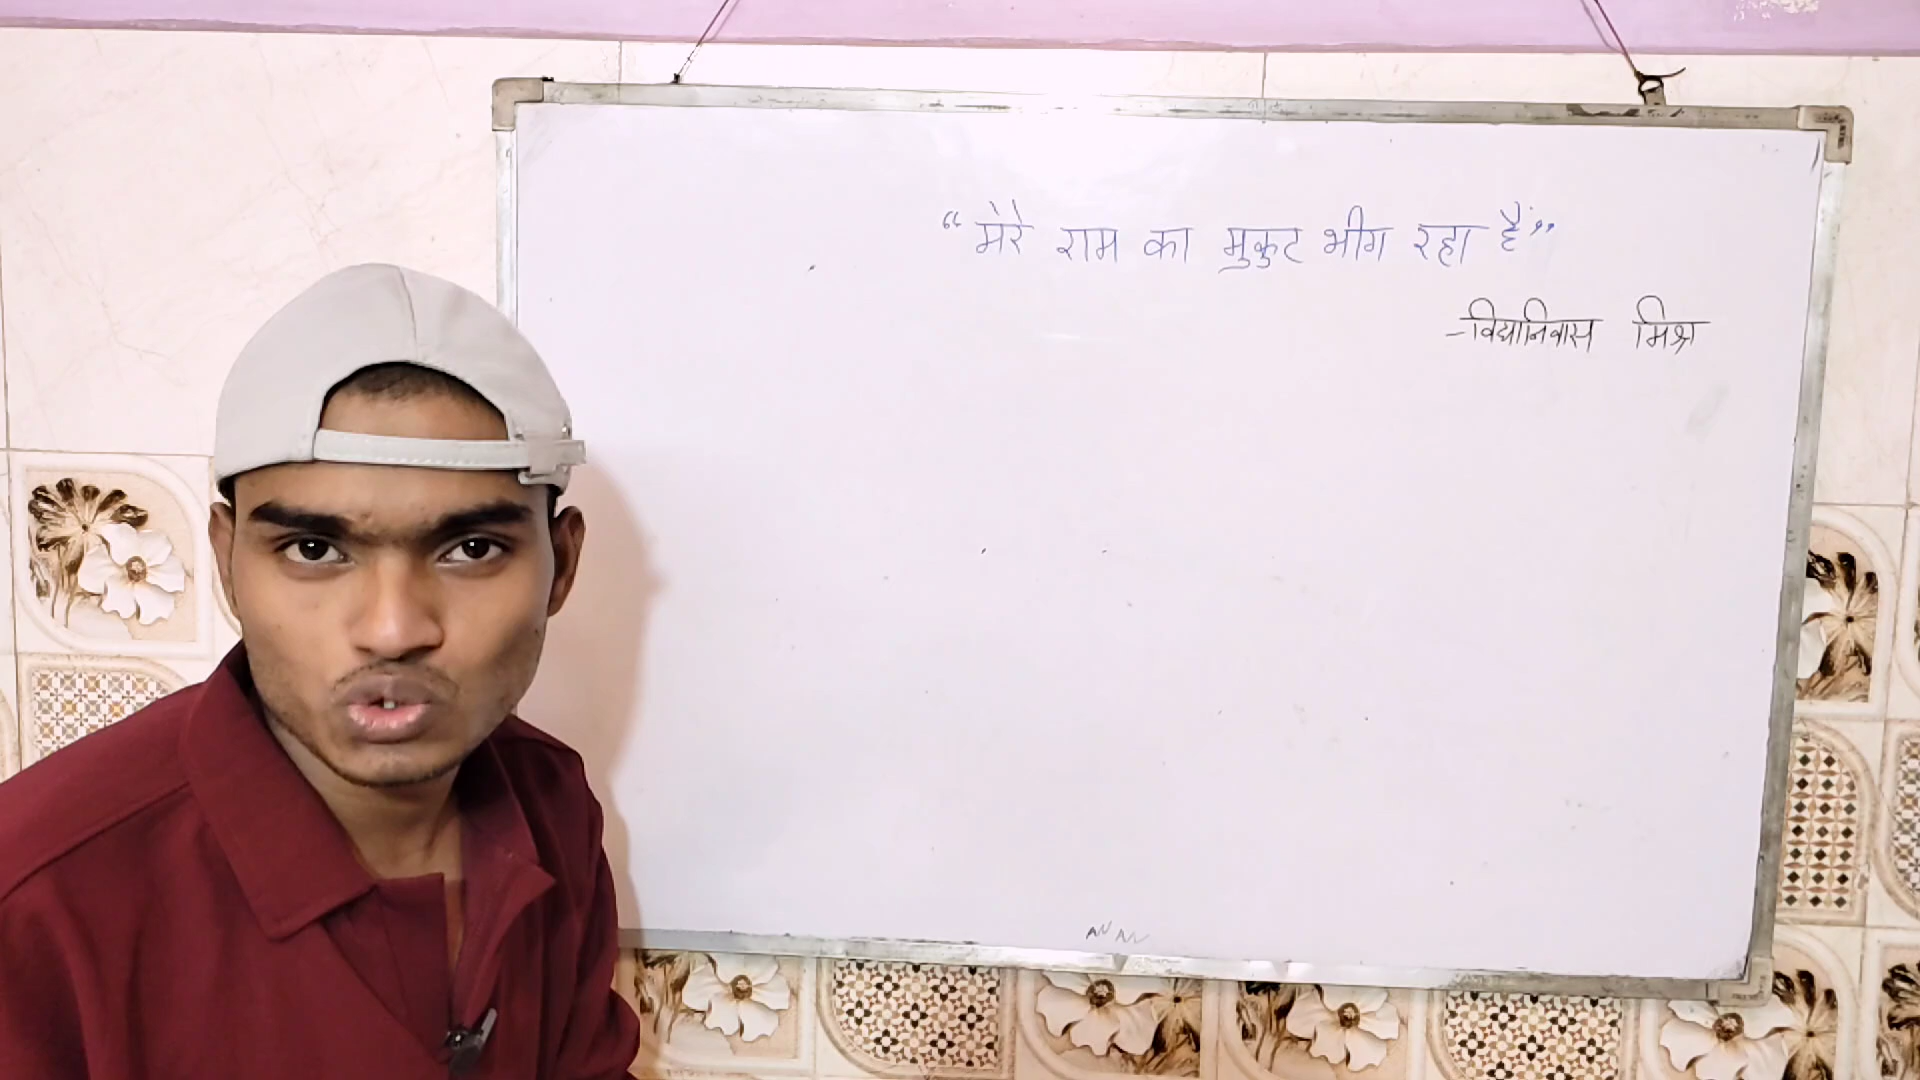 “मेरे राम का मुकुट भीग रहा है”
-विद्यानिवास मिश्र